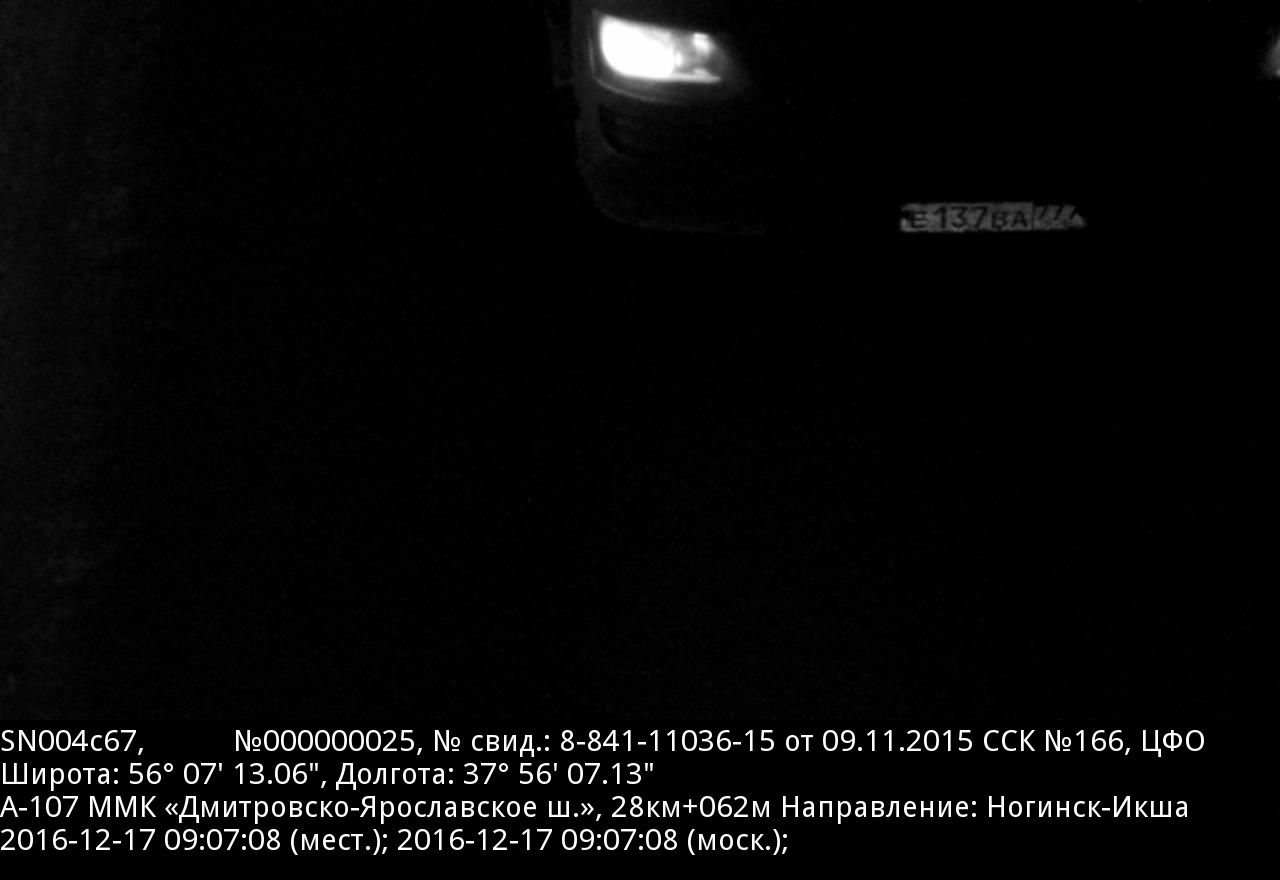 Е137ВА777
SN004c67, №000000025, № свид.: 8-841-11036-15 от 09.11.2015 ССК №166, ЦФО
Широта: 56° 07' 13.06", Долгота: 37° 56' 07.13"
А-107 ММК «Дмитровско-Ярославское ш.», 28км+062м Направление: Ногинск-Икша
2016-12-17 09:07:08 (мест.); 2016-12-17 09:07:08 (моск.);